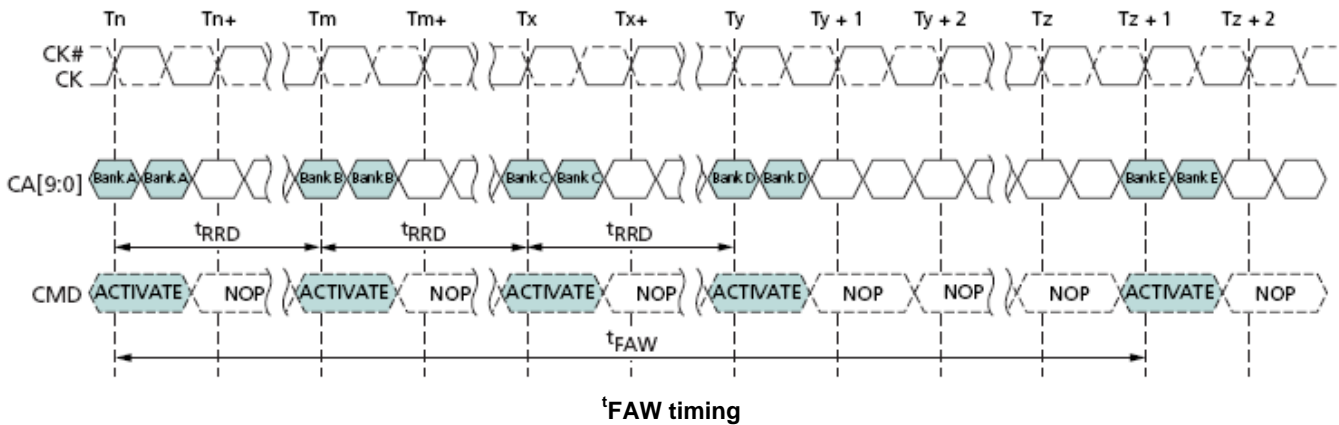 Tn Tn+ Tm Tm+ Tx Tx+ Ty Ty + 1 Ty + 2 Tz Tz + 1 Tz + 2
CK#
CK
CA[9:0] Bank A Bank A Bank B Bank B Bank C Bank C Bank D Bank D Bank E Bank E
tRRD tRRD tRRD
CMD ACTIVATE NOP ACTIVATE NOP ACTIVATE NOP ACTIVATE NOP NOP NOP ACTIVATE NOP
tFAW
tFAW timing